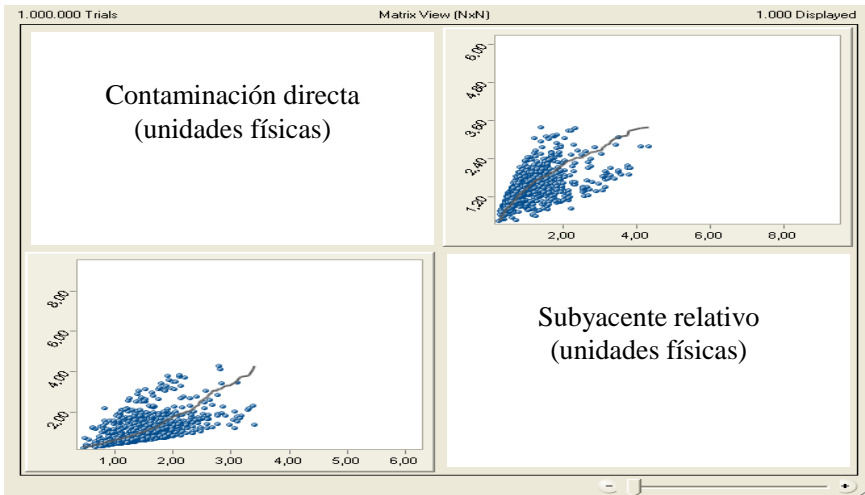 1.000.000 Trials Matrix View (NxN) 1.000 Displayed
Contaminación directa
(unidades físicas)
6,00
4,80
3,60
2,40
1,20
2,00 4,00 6,00 8,00
8,00
6,00
4,00
2,00
1,00 2,00 3,00 4,00 5,00 6,00
Subyacente relativo
(unidades físicas)